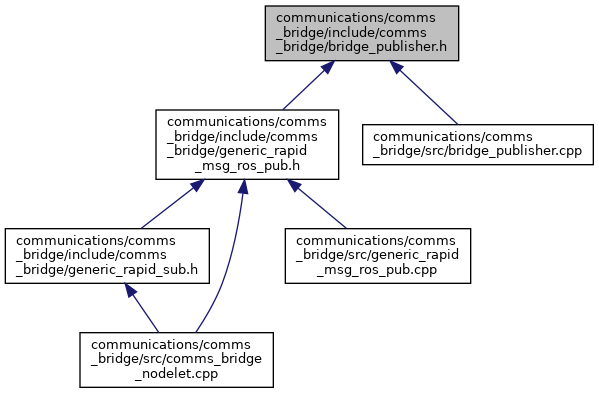 communications/comms
_bridge/include/comms
_bridge/bridge_publisher.h
communications/comms
_bridge/include/comms
_bridge/generic_rapid
_msg_ros_pub.h
communications/comms
_bridge/src/bridge_publisher.cpp
communications/comms
_bridge/include/comms
_bridge/generic_rapid_sub.h
communications/comms
_bridge/src/generic_rapid
_msg_ros_pub.cpp
communications/comms
_bridge/src/comms_bridge
_nodelet.cpp